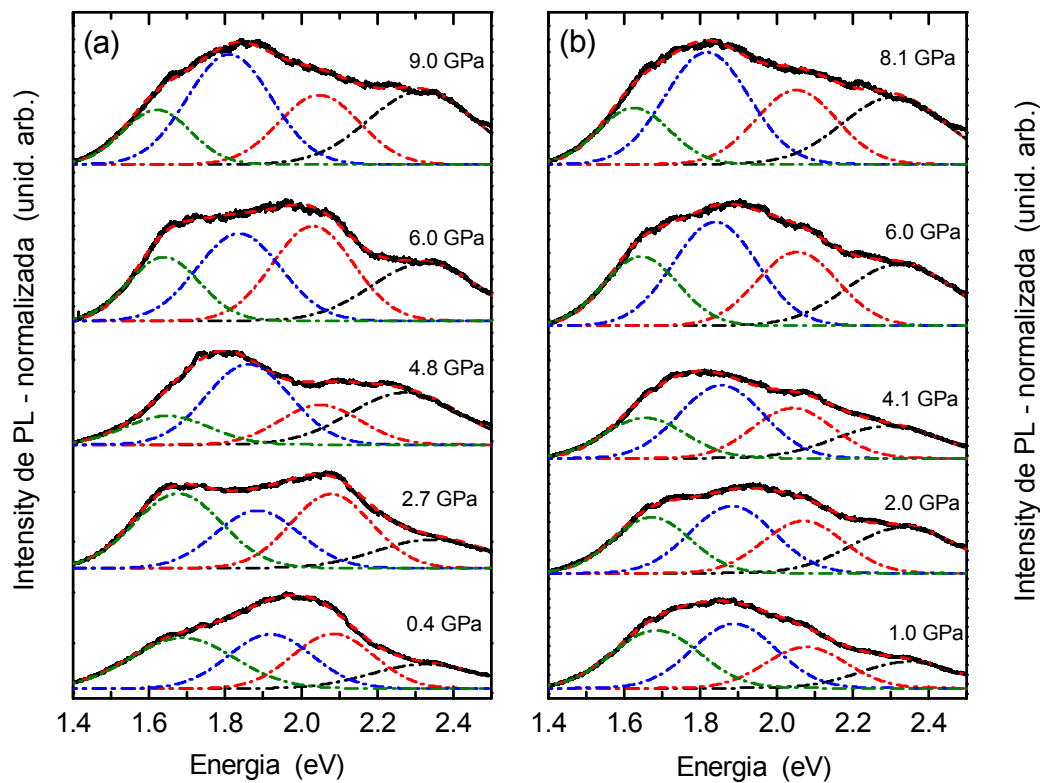 Intensity de PL - normalizada (unid. arb.)
(a)
9.0 GPa
6.0 GPa
4.8 GPa
2.7 GPa
0.4 GPa
1.4 1.6 1.8 2.0 2.2 2.4
Energia (eV)
(b)
8.1 GPa
6.0 GPa
4.1 GPa
2.0 GPa
1.0 GPa
1.4 1.6 1.8 2.0 2.2 2.4
Energia (eV)
Intensity de PL - normalizada (unid. arb.)